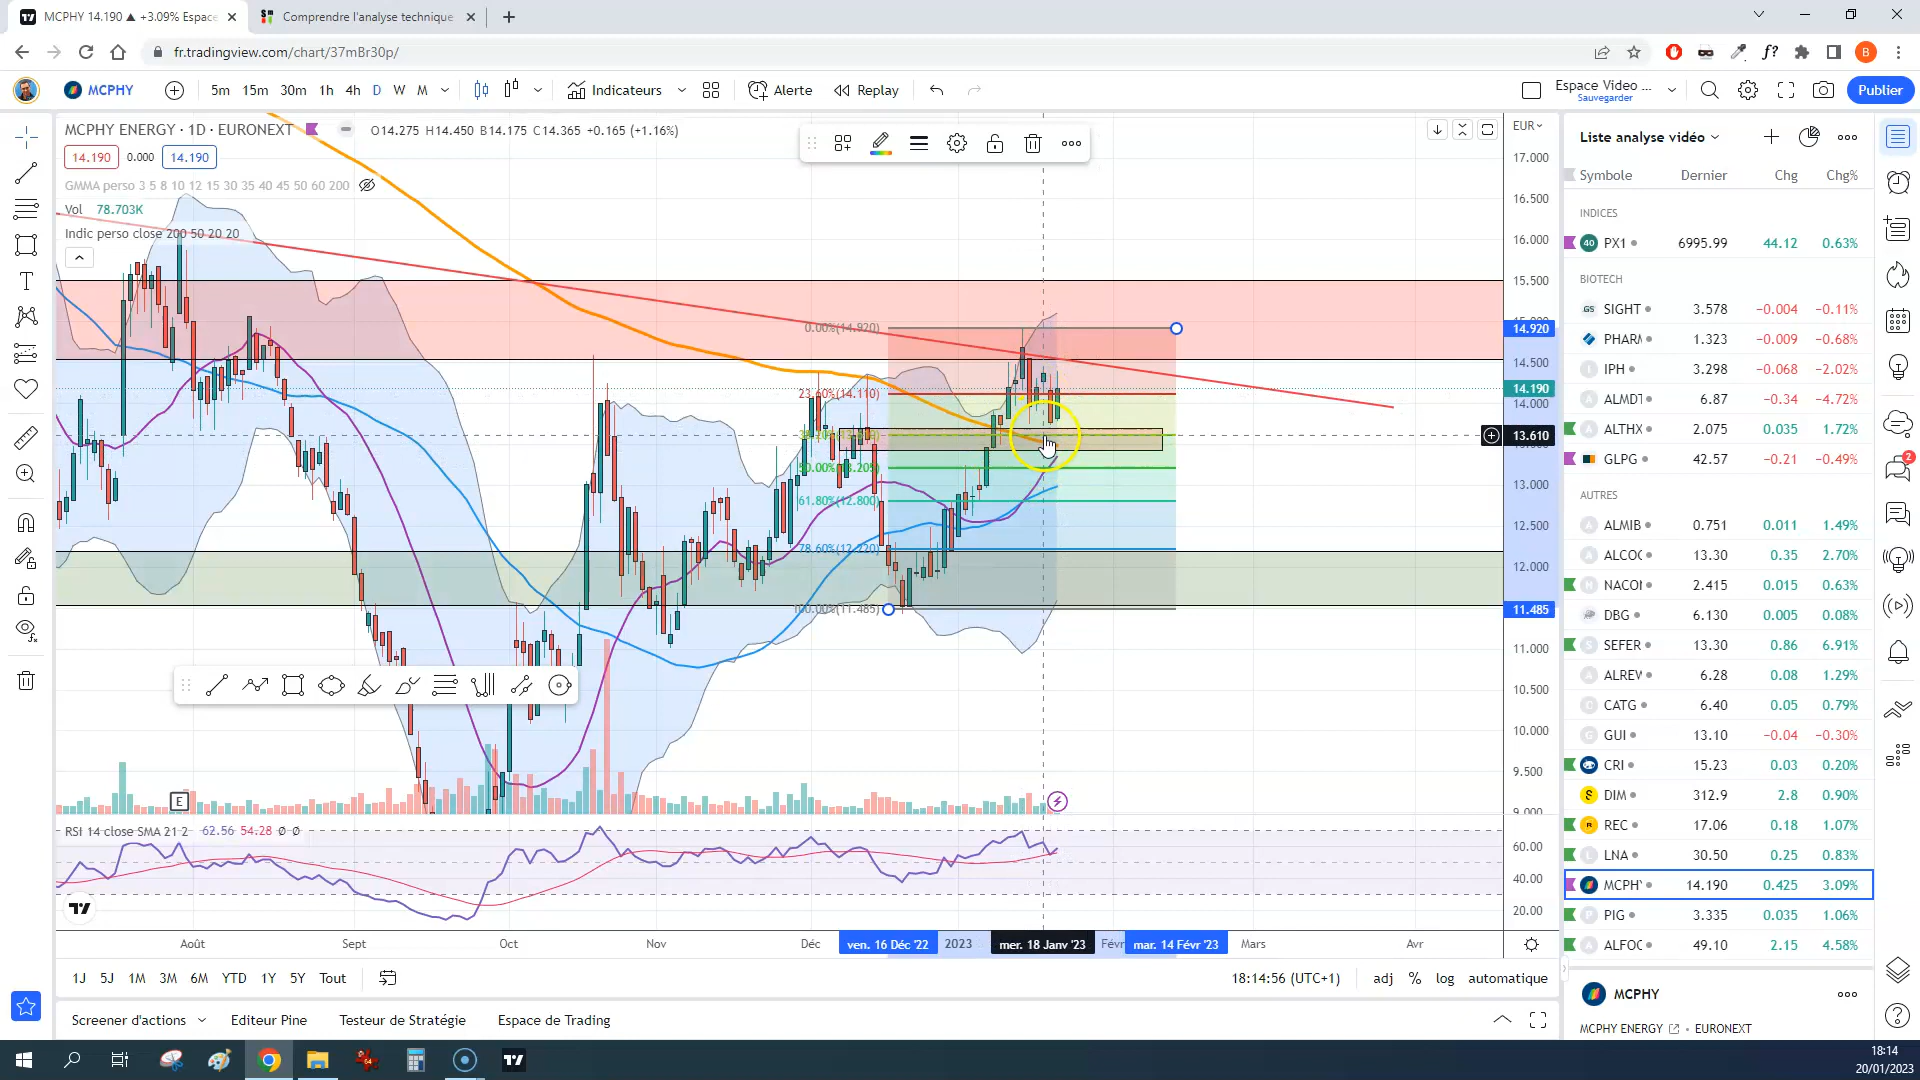 MCPHY 14.190 ▲ +3.09% Espace
Comprendre l'analyse technique
fr.tradingview.com/chart/37mBr30p/
B
MCPHY
5m 15m 30m 1h 4h D W M
Indicateurs
Alerte
Replay
Espace Video ...
Sauvegarder
Publier
MCPHY ENERGY · 1D · EURONEXT
O14.275 H14.450 B14.175 C14.365 +0.165 (+1.16%)
14.190 0.000 14.190
GMMA perso 3 5 8 10 12 15 30 35 40 45 50 60 200
Vol 78.703K
Indic perso close 200 50 20 20
EUR
17.000
16.500
16.000
15.500
14.920
14.500
14.190
14.000
13.610
13.000
12.500
12.000
11.485
11.000
10.500
10.000
9.500
9.000
0.00%(14.920)
23.60%(14.110)
50.00%(13.205)
61.80%(12.800)
78.60%(12.220)
100.00%(11.485)
E
RSI 14 close SMA 21 2 62.56 54.28 ø ø
60.00
40.00
20.00
Août Sept Oct Nov Déc ven. 16 Déc '22 2023 mer. 18 Janv '23 Févr mar. 14 Févr '23 Mars Avr
1J 5J 1M 3M 6M YTD 1Y 5Y Tout
18:14:56 (UTC+1)
adj % log automatique
Screener d'actions
Editeur Pine
Testeur de Stratégie
Espace de Trading
Liste analyse vidéo
Symbole Dernier Chg Chg%
INDICES
40 PX1 6995.99 44.12 0.63%
BIOTECH
GS SIGHT 3.578 −0.004 −0.11%
PHARM 1.323 −0.009 −0.68%
I IPH 3.298 −0.068 −2.02%
A ALMDT 6.87 −0.34 −4.72%
A ALTHX 2.075 0.035 1.72%
GLPG 42.57 −0.21 −0.49%
AUTRES
A ALMIB 0.751 0.011 1.49%
A ALCOG 13.30 0.35 2.70%
N NACON 2.415 0.015 0.63%
DBG 6.130 0.005 0.08%
S SEFER 13.30 0.86 6.91%
A ALREW 6.28 0.08 1.29%
C CATG 6.40 0.05 0.79%
G GUI 13.10 −0.04 −0.30%
CRI 15.23 0.03 0.20%
DIM 312.9 2.8 0.90%
R REC 17.06 0.18 1.07%
L LNA 30.50 0.25 0.83%
MCPHY 14.190 0.425 3.09%
P PIG 3.335 0.035 1.06%
A ALFOC 49.10 2.15 4.58%
MCPHY
MCPHY ENERGY • EURONEXT
2
18:14
20/01/2023